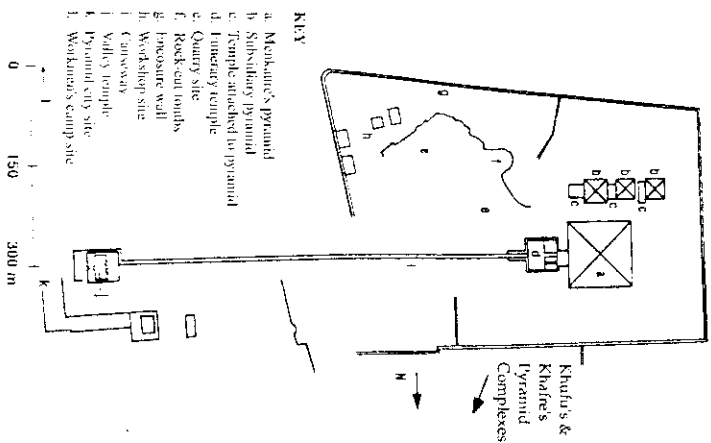 KEY
a. Menkaure's pyramid
b Subsidiary pyramid
c. Temple attached to pyramid
d. Funerary temple
e. Quarry site
f. Rock-cut tombs
g. Encosure wall
h. Workshop site
i Causeway
j Valley temple
k. Pyramid city site
l. Workmen's camp site
0 150 300 m
Khufu's &
Khafre's
Pyramid
Complexes
N
a
b
b
b
c
c
c
d
e
e
f
g
h
i
j
k
l